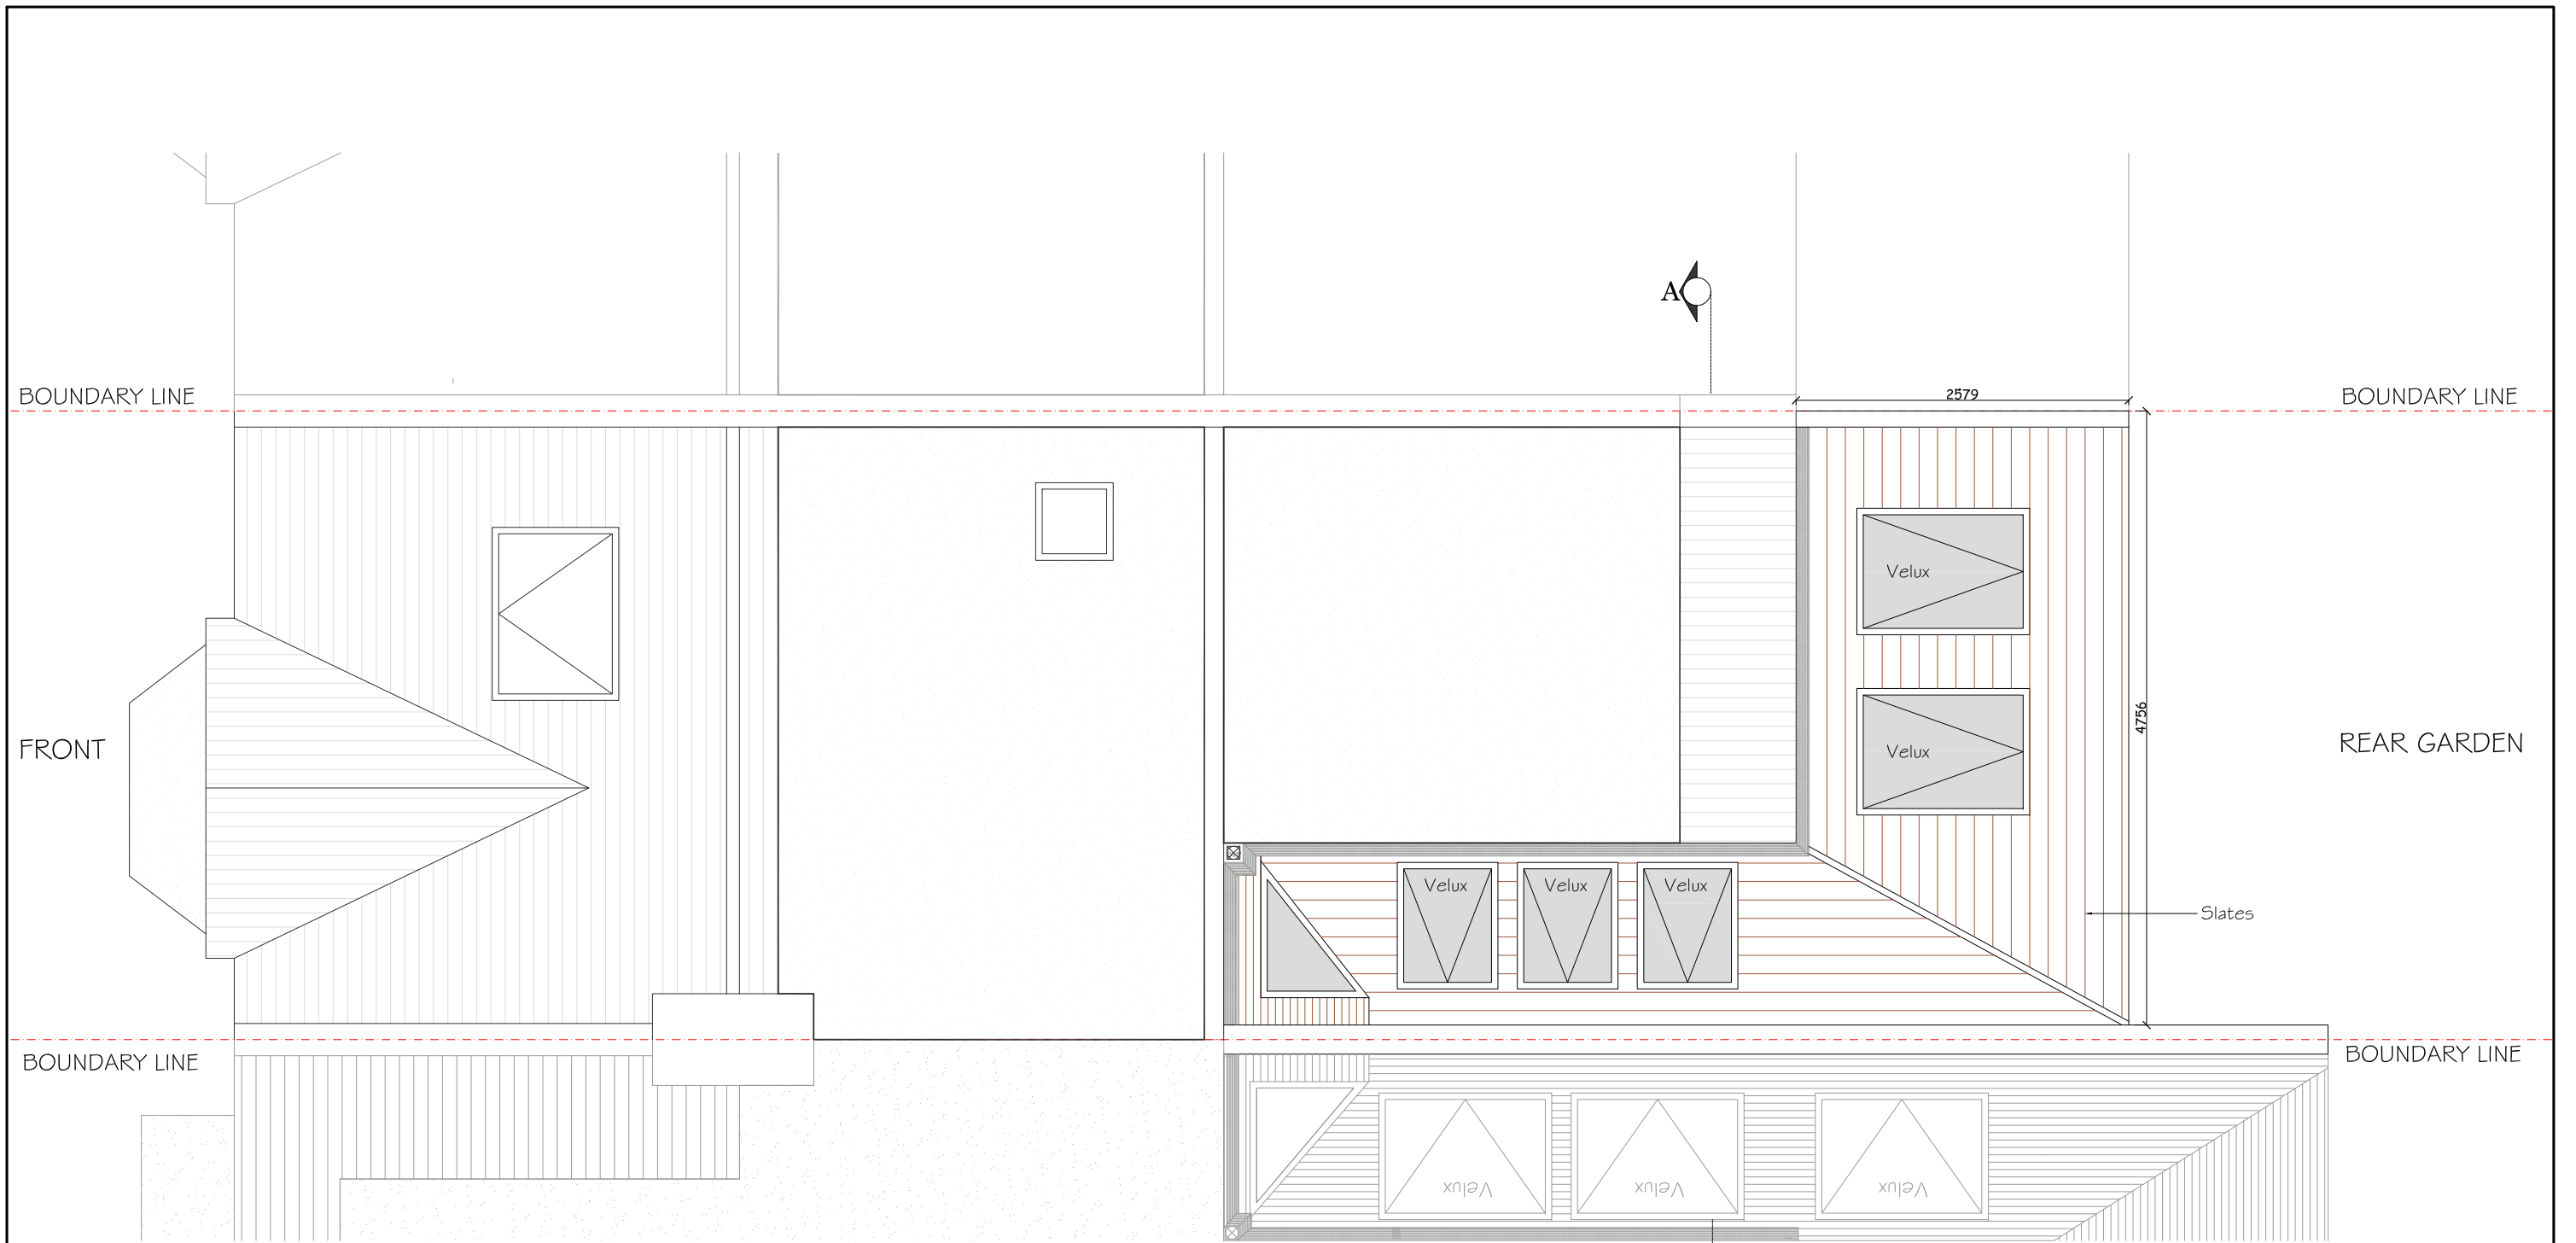 A
BOUNDARY LINE
2579
BOUNDARY LINE
Velux
4756
FRONT
Velux
REAR GARDEN
Velux
Velux
Velux
Slates
BOUNDARY LINE
BOUNDARY LINE
Velux
Velux
Velux